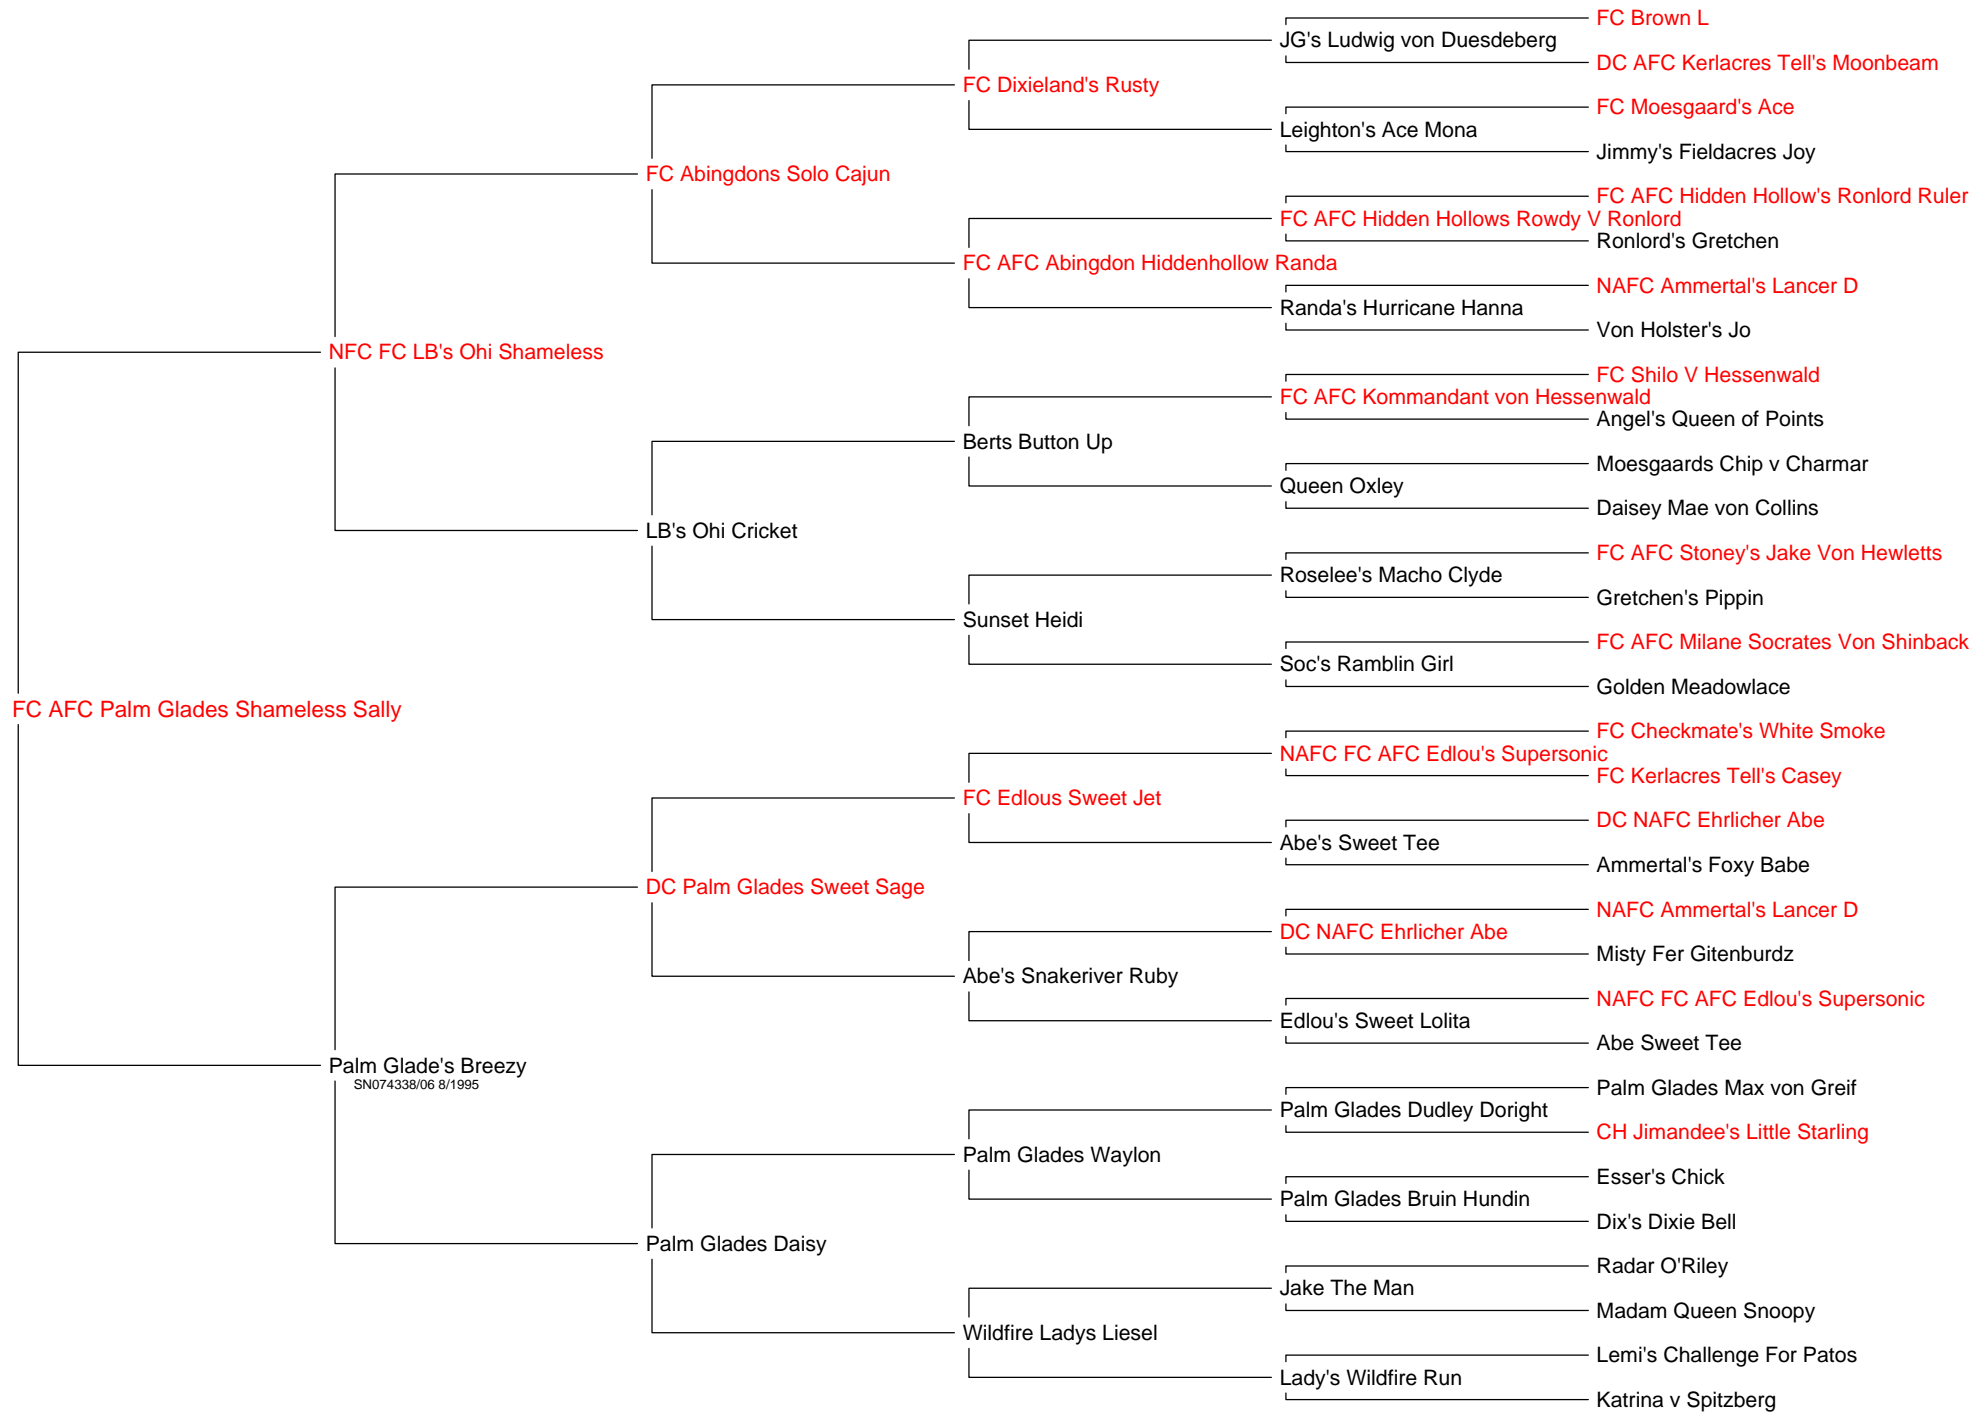 FC Brown L
JG's Ludwig von Duesdeberg
DC AFC Kerlacres Tell's Moonbeam
FC Dixieland's Rusty
FC Moesgaard's Ace
Leighton's Ace Mona
Jimmy's Fieldacres Joy
FC Abingdons Solo Cajun
FC AFC Hidden Hollow's Ronlord Ruler
FC AFC Hidden Hollows Rowdy V Ronlord
Ronlord's Gretchen
FC AFC Abingdon Hiddenhollow Randa
NAFC Ammertal's Lancer D
Randa's Hurricane Hanna
Von Holster's Jo
NFC FC LB's Ohi Shameless
FC Shilo V Hessenwald
FC AFC Kommandant von Hessenwald
Angel's Queen of Points
Berts Button Up
Moesgaards Chip v Charmar
Queen Oxley
Daisey Mae von Collins
LB's Ohi Cricket
FC AFC Stoney's Jake Von Hewletts
Roselee's Macho Clyde
Gretchen's Pippin
Sunset Heidi
FC AFC Milane Socrates Von Shinback
Soc's Ramblin Girl
Golden Meadowlace
FC AFC Palm Glades Shameless Sally
FC Checkmate's White Smoke
NAFC FC AFC Edlou's Supersonic
FC Kerlacres Tell's Casey
FC Edlous Sweet Jet
DC NAFC Ehrlicher Abe
Abe's Sweet Tee
Ammertal's Foxy Babe
DC Palm Glades Sweet Sage
NAFC Ammertal's Lancer D
DC NAFC Ehrlicher Abe
Misty Fer Gitenburdz
Abe's Snakeriver Ruby
NAFC FC AFC Edlou's Supersonic
Edlou's Sweet Lolita
Abe Sweet Tee
Palm Glade's Breezy
SN074338/06 8/1995
Palm Glades Max von Greif
Palm Glades Dudley Doright
CH Jimandee's Little Starling
Palm Glades Waylon
Esser's Chick
Palm Glades Bruin Hundin
Dix's Dixie Bell
Palm Glades Daisy
Radar O'Riley
Jake The Man
Madam Queen Snoopy
Wildfire Ladys Liesel
Lemi's Challenge For Patos
Lady's Wildfire Run
Katrina v Spitzberg